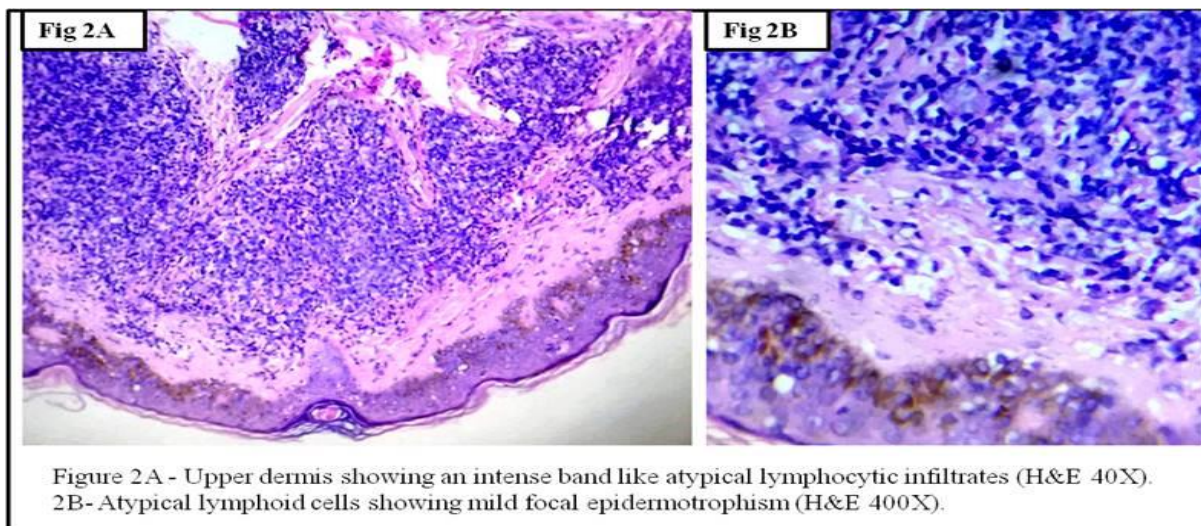 Fig 2A
Fig 2B
Figure 2A - Upper dermis showing an intense band like atypical lymphocytic infiltrates (H&E 40X).
2B- Atypical lymphoid cells showing mild focal epidermotrophism (H&E 400X).